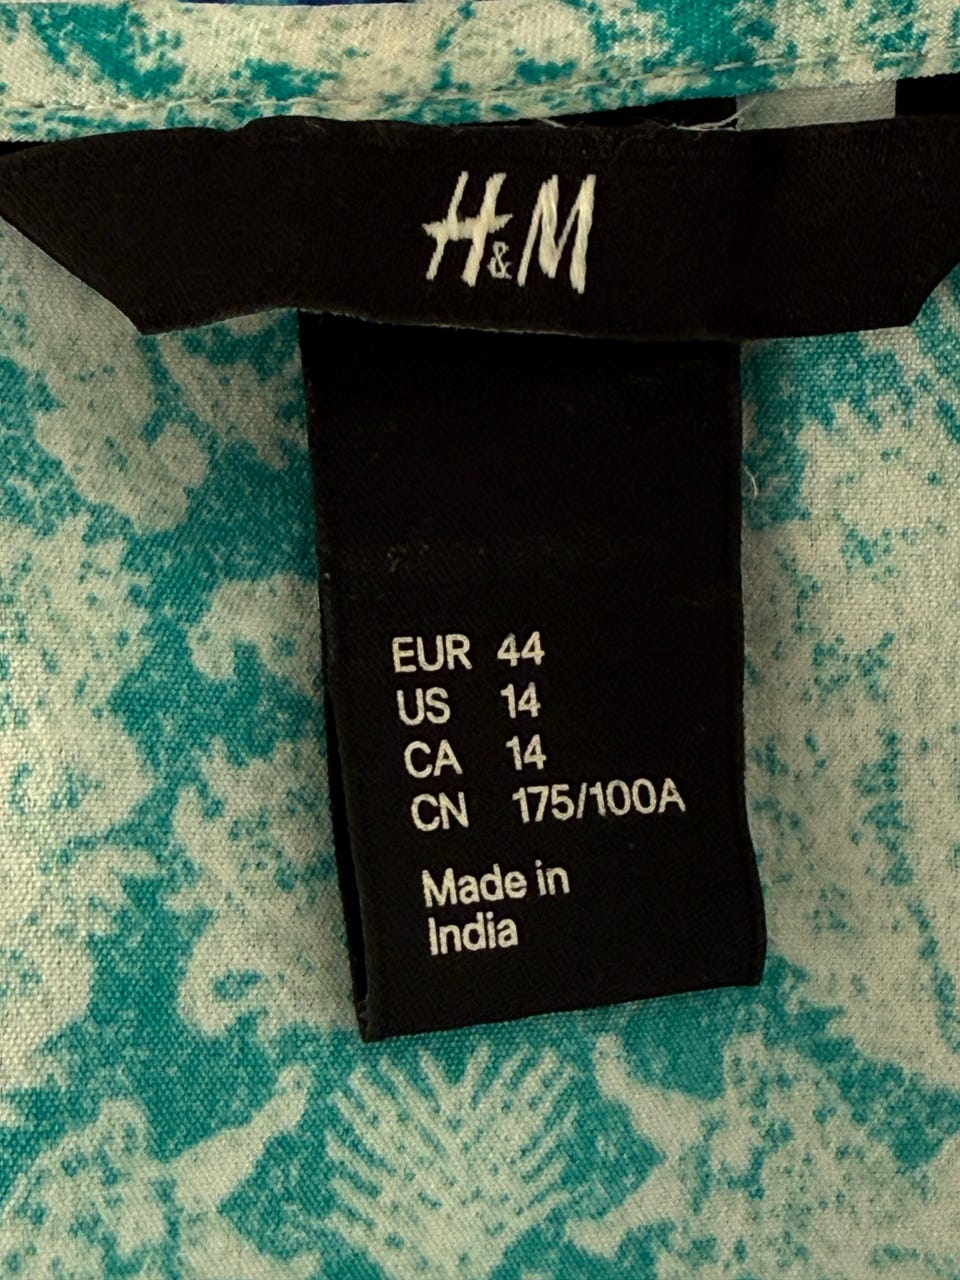 H&M
EUR 44
US 14
CA 14
CN 175/100A
Made in
India